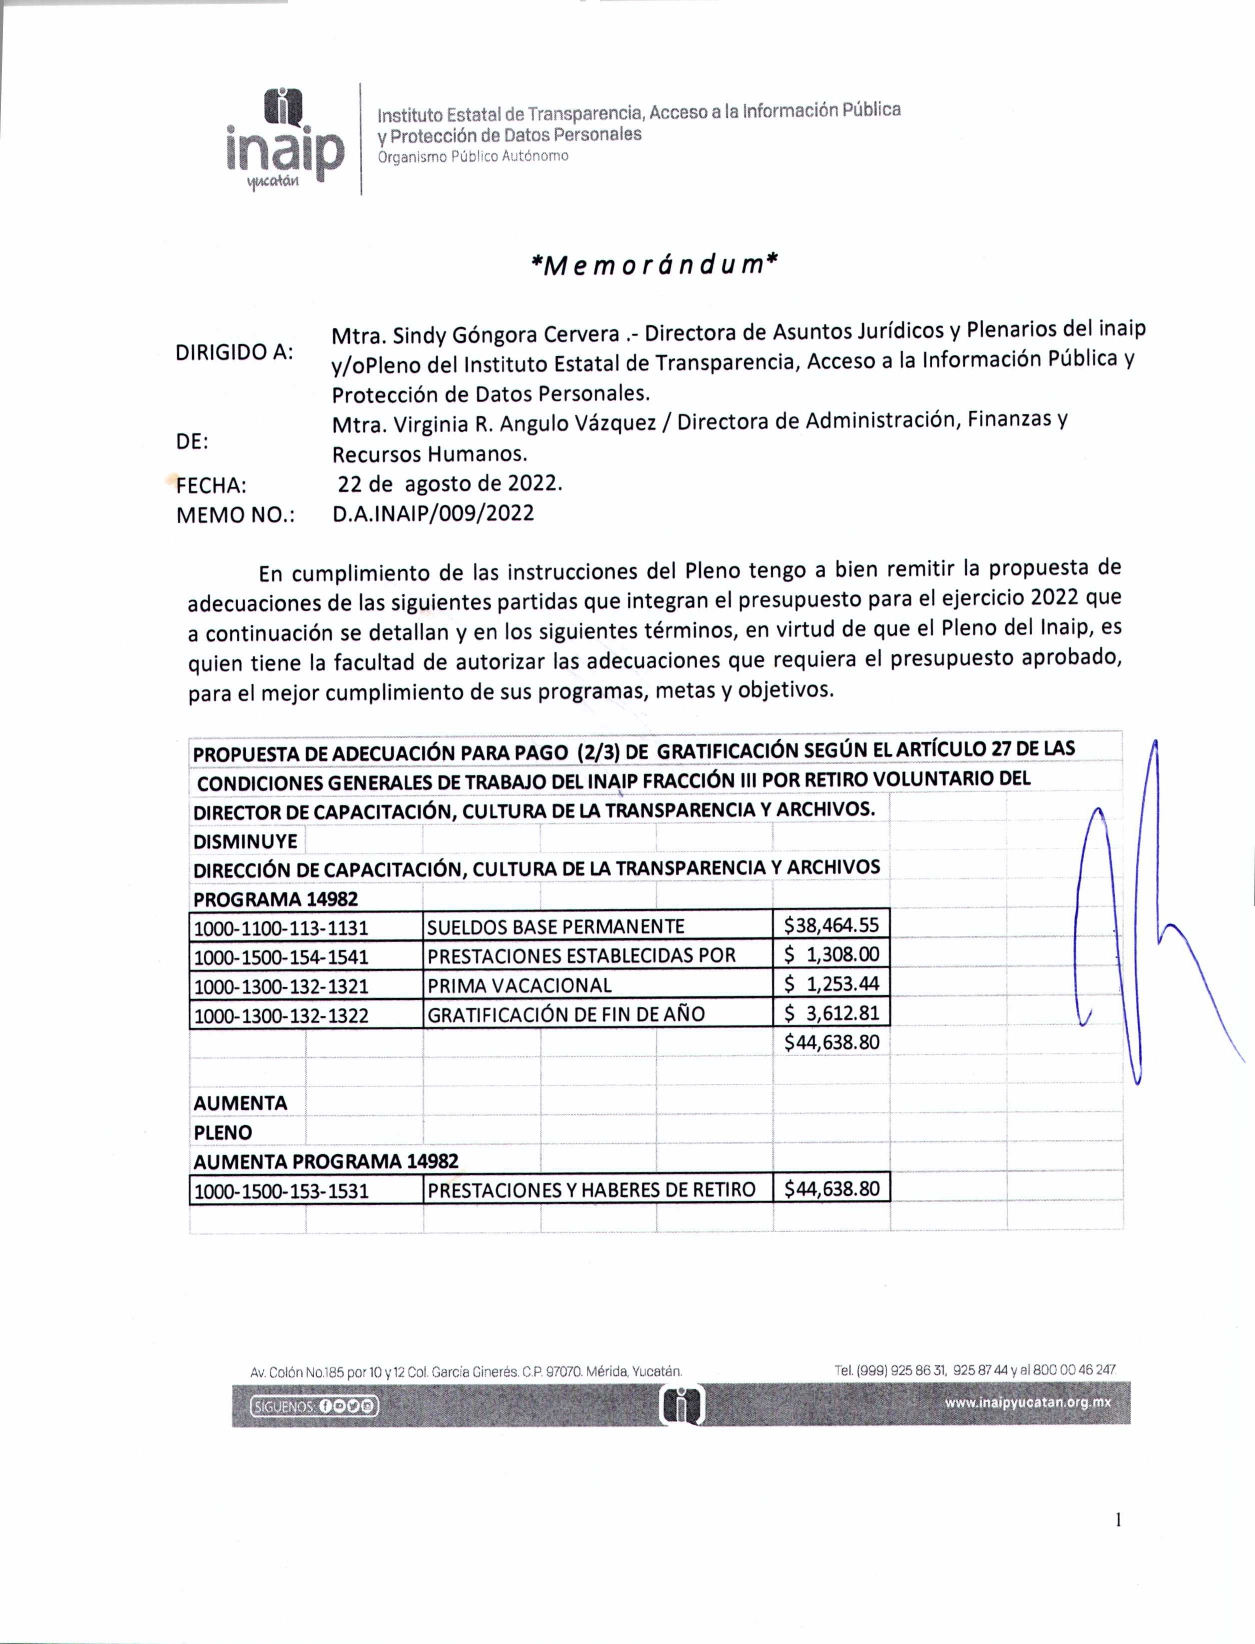 inaip
yucatán
Instituto Estatal de Transparencia, Acceso a la Información Pública
y Protección de Datos Personales
Organismo Público Autónomo
*Memorándum*
DIRIGIDO A:
Mtra. Sindy Góngora Cervera .- Directora de Asuntos Jurídicos y Plenarios del inaip
y/oPleno del Instituto Estatal de Transparencia, Acceso a la Información Pública y
Protección de Datos Personales.
DE:
Mtra. Virginia R. Angulo Vázquez / Directora de Administración, Finanzas y
Recursos Humanos.
FECHA: 22 de agosto de 2022.
MEMO NO.: D.A.INAIP/009/2022
En cumplimiento de las instrucciones del Pleno tengo a bien remitir la propuesta de
adecuaciones de las siguientes partidas que integran el presupuesto para el ejercicio 2022 que
a continuación se detallan y en los siguientes términos, en virtud de que el Pleno del Inaip, es
quien tiene la facultad de autorizar las adecuaciones que requiera el presupuesto aprobado,
para el mejor cumplimiento de sus programas, metas y objetivos.
PROPUESTA DE ADECUACIÓN PARA PAGO (2/3) DE GRATIFICACIÓN SEGÚN EL ARTÍCULO 27 DE LAS
CONDICIONES GENERALES DE TRABAJO DEL INAIP FRACCIÓN III POR RETIRO VOLUNTARIO DEL
DIRECTOR DE CAPACITACIÓN, CULTURA DE LA TRANSPARENCIA Y ARCHIVOS.
DISMINUYE
DIRECCIÓN DE CAPACITACIÓN, CULTURA DE LA TRANSPARENCIA Y ARCHIVOS
PROGRAMA 14982
1000-1100-113-1131 SUELDOS BASE PERMANENTE $38,464.55
1000-1500-154-1541 PRESTACIONES ESTABLECIDAS POR $ 1,308.00
1000-1300-132-1321 PRIMA VACACIONAL $ 1,253.44
1000-1300-132-1322 GRATIFICACIÓN DE FIN DE AÑO $ 3,612.81
$44,638.80
AUMENTA
PLENO
AUMENTA PROGRAMA 14982
1000-1500-153-1531 PRESTACIONES Y HABERES DE RETIRO $44,638.80
Av. Colón No.185 por 10 y 12 Col. García Ginerés. C.P. 97070. Mérida, Yucatán.
Tel. (999) 925 86 31, 925 87 44 y al 800 00 46 247
SÍGUENOS:
www.inaipyucatan.org.mx
1